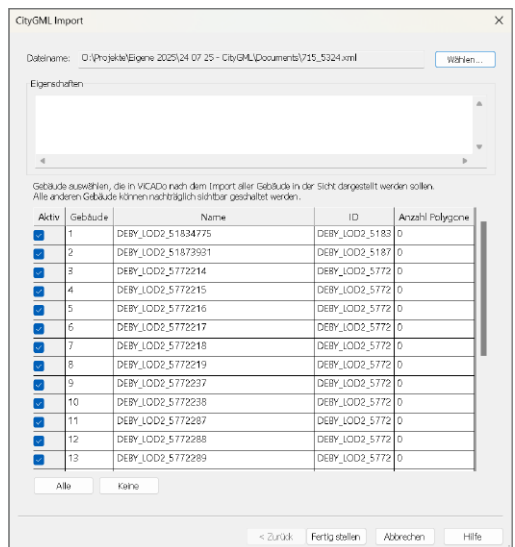 CityGML Import
Dateiname: O:\Projekte\Eigene 2025\24 07 25 - CityGML\Documents\715_5324.xml Wählen...
Eigenschaften
Gebäude auswählen, die in ViCADo nach dem Import aller Gebäude in der Sicht dargestellt werden sollen.
Alle anderen Gebäude können nachträglich sichtbar geschaltet werden.
Aktiv Gebäude Name ID Anzahl Polygone
1 DEBY_LOD2_51834775 DEBY_LOD2_5183 0
2 DEBY_LOD2_51873931 DEBY_LOD2_5187 0
3 DEBY_LOD2_5772214 DEBY_LOD2_5772 0
4 DEBY_LOD2_5772215 DEBY_LOD2_5772 0
5 DEBY_LOD2_5772216 DEBY_LOD2_5772 0
6 DEBY_LOD2_5772217 DEBY_LOD2_5772 0
7 DEBY_LOD2_5772218 DEBY_LOD2_5772 0
8 DEBY_LOD2_5772219 DEBY_LOD2_5772 0
9 DEBY_LOD2_5772237 DEBY_LOD2_5772 0
10 DEBY_LOD2_5772238 DEBY_LOD2_5772 0
11 DEBY_LOD2_5772287 DEBY_LOD2_5772 0
12 DEBY_LOD2_5772288 DEBY_LOD2_5772 0
13 DEBY_LOD2_5772289 DEBY_LOD2_5772 0
Alle Keine
< Zurück Fertig stellen Abbrechen Hilfe